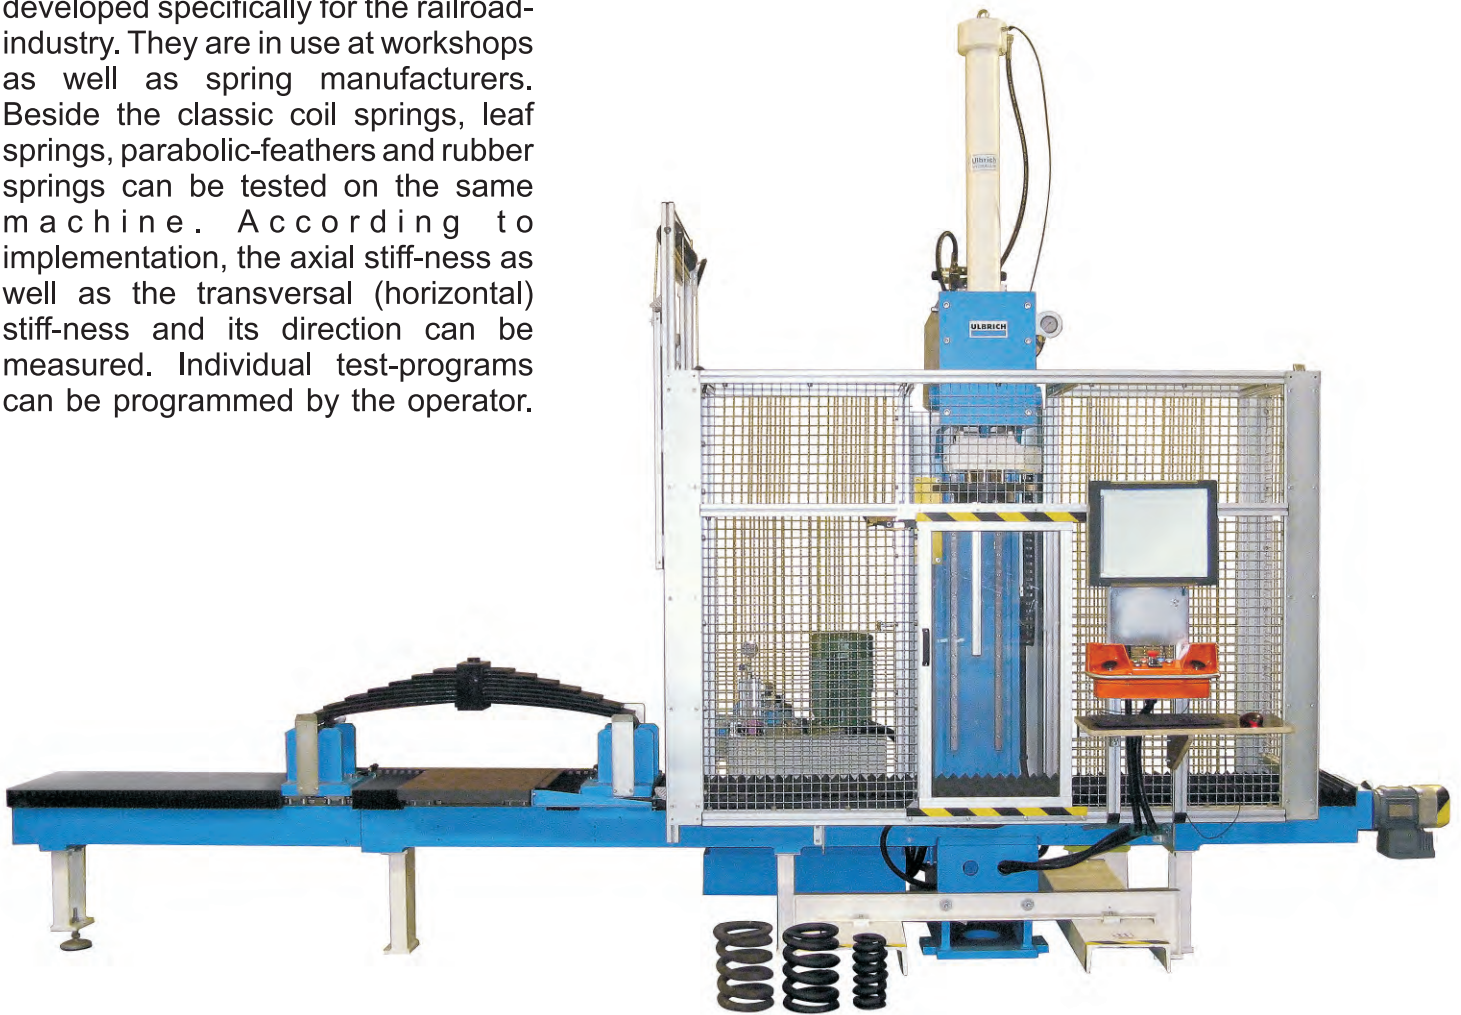 developed specifically for the railroad-
industry. They are in use at workshops
as well as spring manufacturers.
Beside the classic coil springs, leaf
springs, parabolic-feathers and rubber
springs can be tested on the same
machine. According to
implementation, the axial stiff-ness as
well as the transversal (horizontal)
stiff-ness and its direction can be
measured. Individual test-programs
can be programmed by the operator.
Ulbrich
ULBRICH